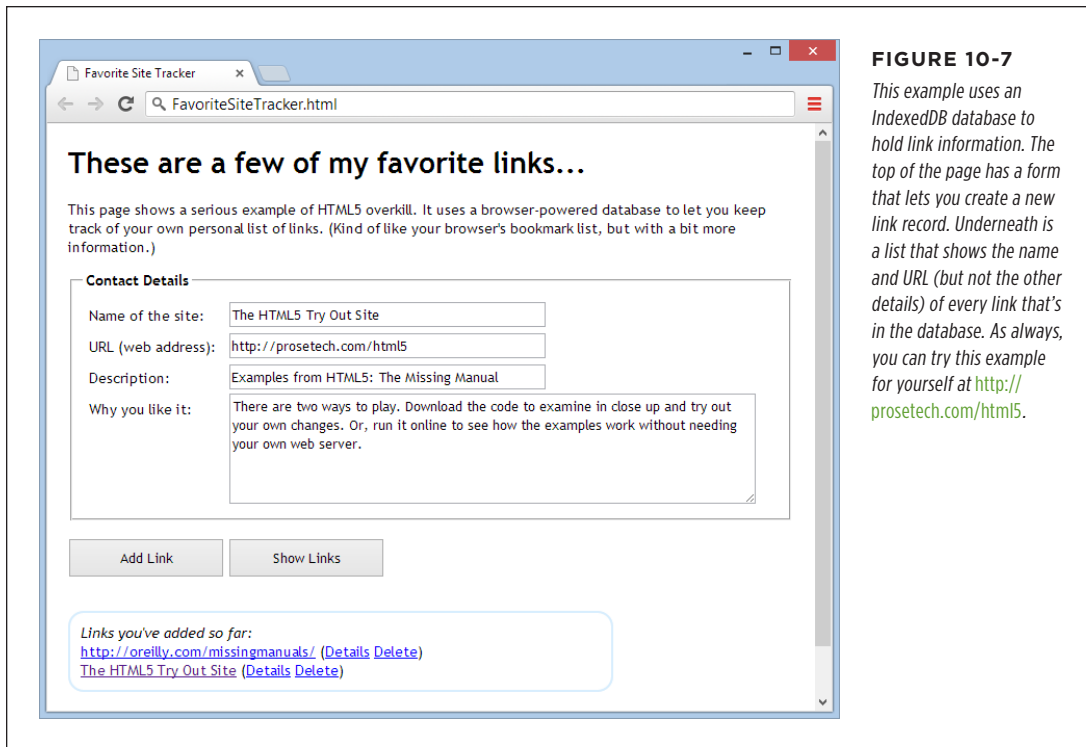 Favorite Site Tracker
FavoriteSiteTracker.html
These are a few of my favorite links...
This page shows a serious example of HTML5 overkill. It uses a browser-powered database to let you keep
track of your own personal list of links. (Kind of like your browser's bookmark list, but with a bit more
information.)
Contact Details
Name of the site: The HTML5 Try Out Site
URL (web address): http://prosetech.com/html5
Description: Examples from HTML5: The Missing Manual
Why you like it: There are two ways to play. Download the code to examine in close up and try out
your own changes. Or, run it online to see how the examples work without needing
your own web server.
Add Link Show Links
Links you've added so far:
http://oreilly.com/missingmanuals/ (Details Delete)
The HTML5 Try Out Site (Details Delete)
FIGURE 10-7
This example uses an
IndexedDB database to
hold link information. The
top of the page has a form
that lets you create a new
link record. Underneath is
a list that shows the name
and URL (but not the other
details) of every link that's
in the database. As always,
you can try this example
for yourself at http://
prosetech.com/html5.